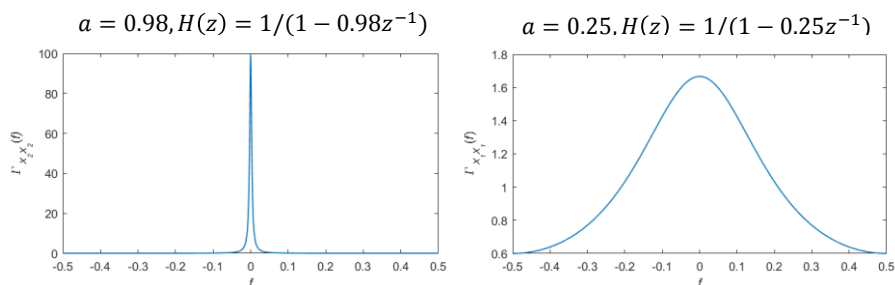 a = 0.98, H(z) = 1/(1 − 0.98z⁻¹)
100
80
60
40
20
0
Γ X₂X₂ (f)
-0.5 -0.4 -0.3 -0.2 -0.1 0 0.1 0.2 0.3 0.4 0.5
f
a = 0.25, H(z) = 1/(1 − 0.25z⁻¹)
1.8
1.6
1.4
1.2
1
0.8
0.6
Γ X₁X₁ (f)
-0.5 -0.4 -0.3 -0.2 -0.1 0 0.1 0.2 0.3 0.4 0.5
f